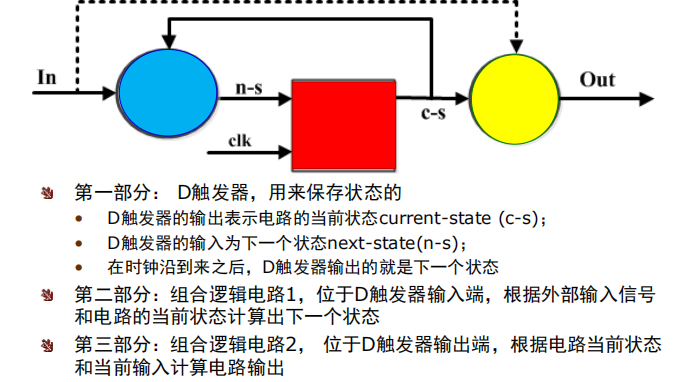 In
n-s
clk
c-s
Out
第一部分： D触发器，用来保存状态的
D触发器的输出表示电路的当前状态current-state (c-s)；
D触发器的输入为下一个状态next-state(n-s)；
在时钟沿到来之后，D触发器输出的就是下一个状态
第二部分：组合逻辑电路1，位于D触发器输入端，根据外部输入信号
和电路的当前状态计算出下一个状态
第三部分：组合逻辑电路2， 位于D触发器输出端，根据电路当前状态
和当前输入计算电路输出